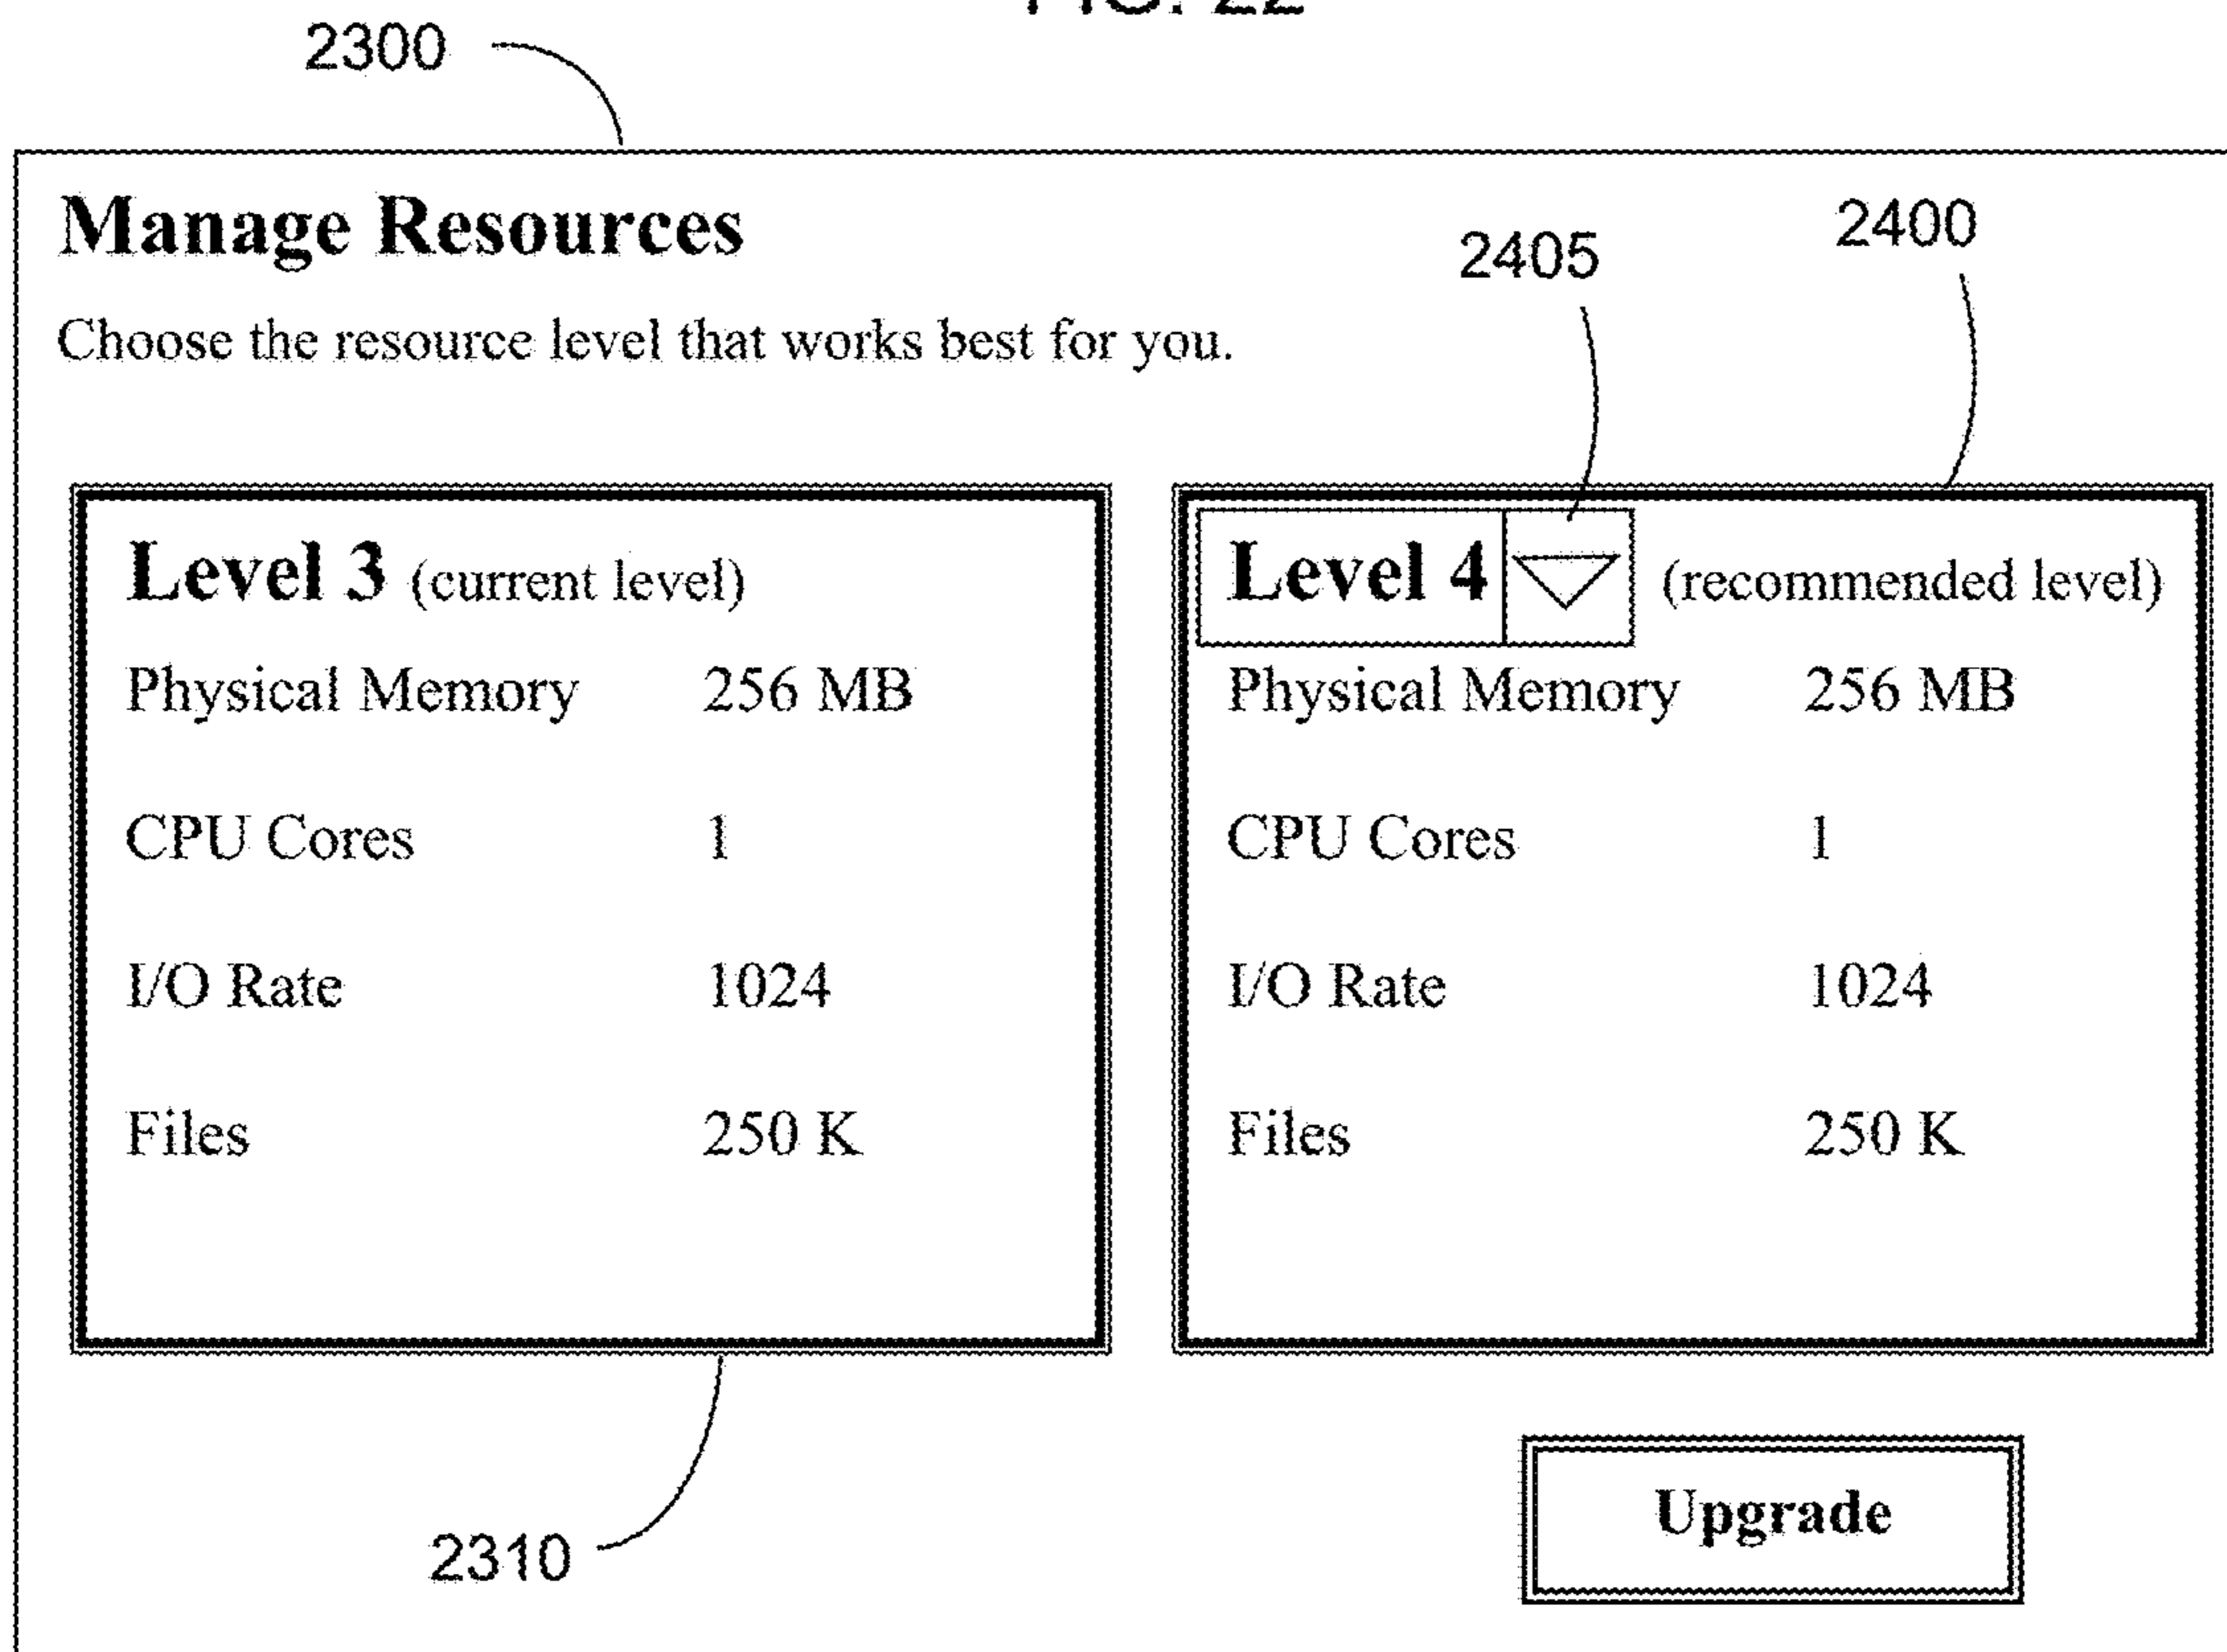 FIG. 22
2300
Manage Resources
2405
2400
Choose the resource level that works best for you.
Level 3 (current level)
Physical Memory 256 MB
CPU Cores 1
I/O Rate 1024
Files 250 K
Level 4 (recommended level)
Physical Memory 256 MB
CPU Cores 1
I/O Rate 1024
Files 250 K
2310
Upgrade